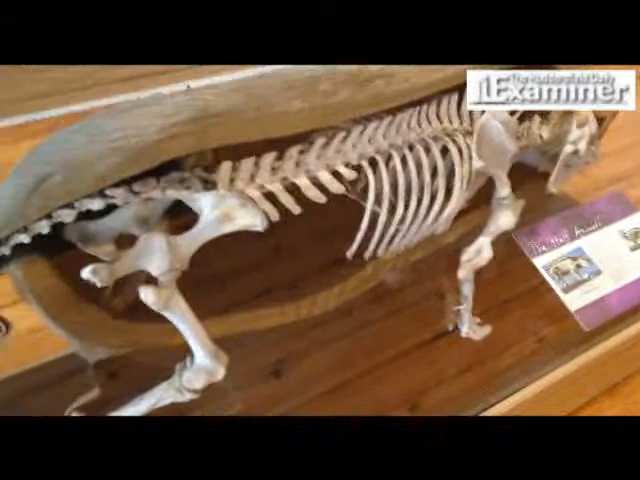 The Huddersfield Daily
Examiner
The Half Animal